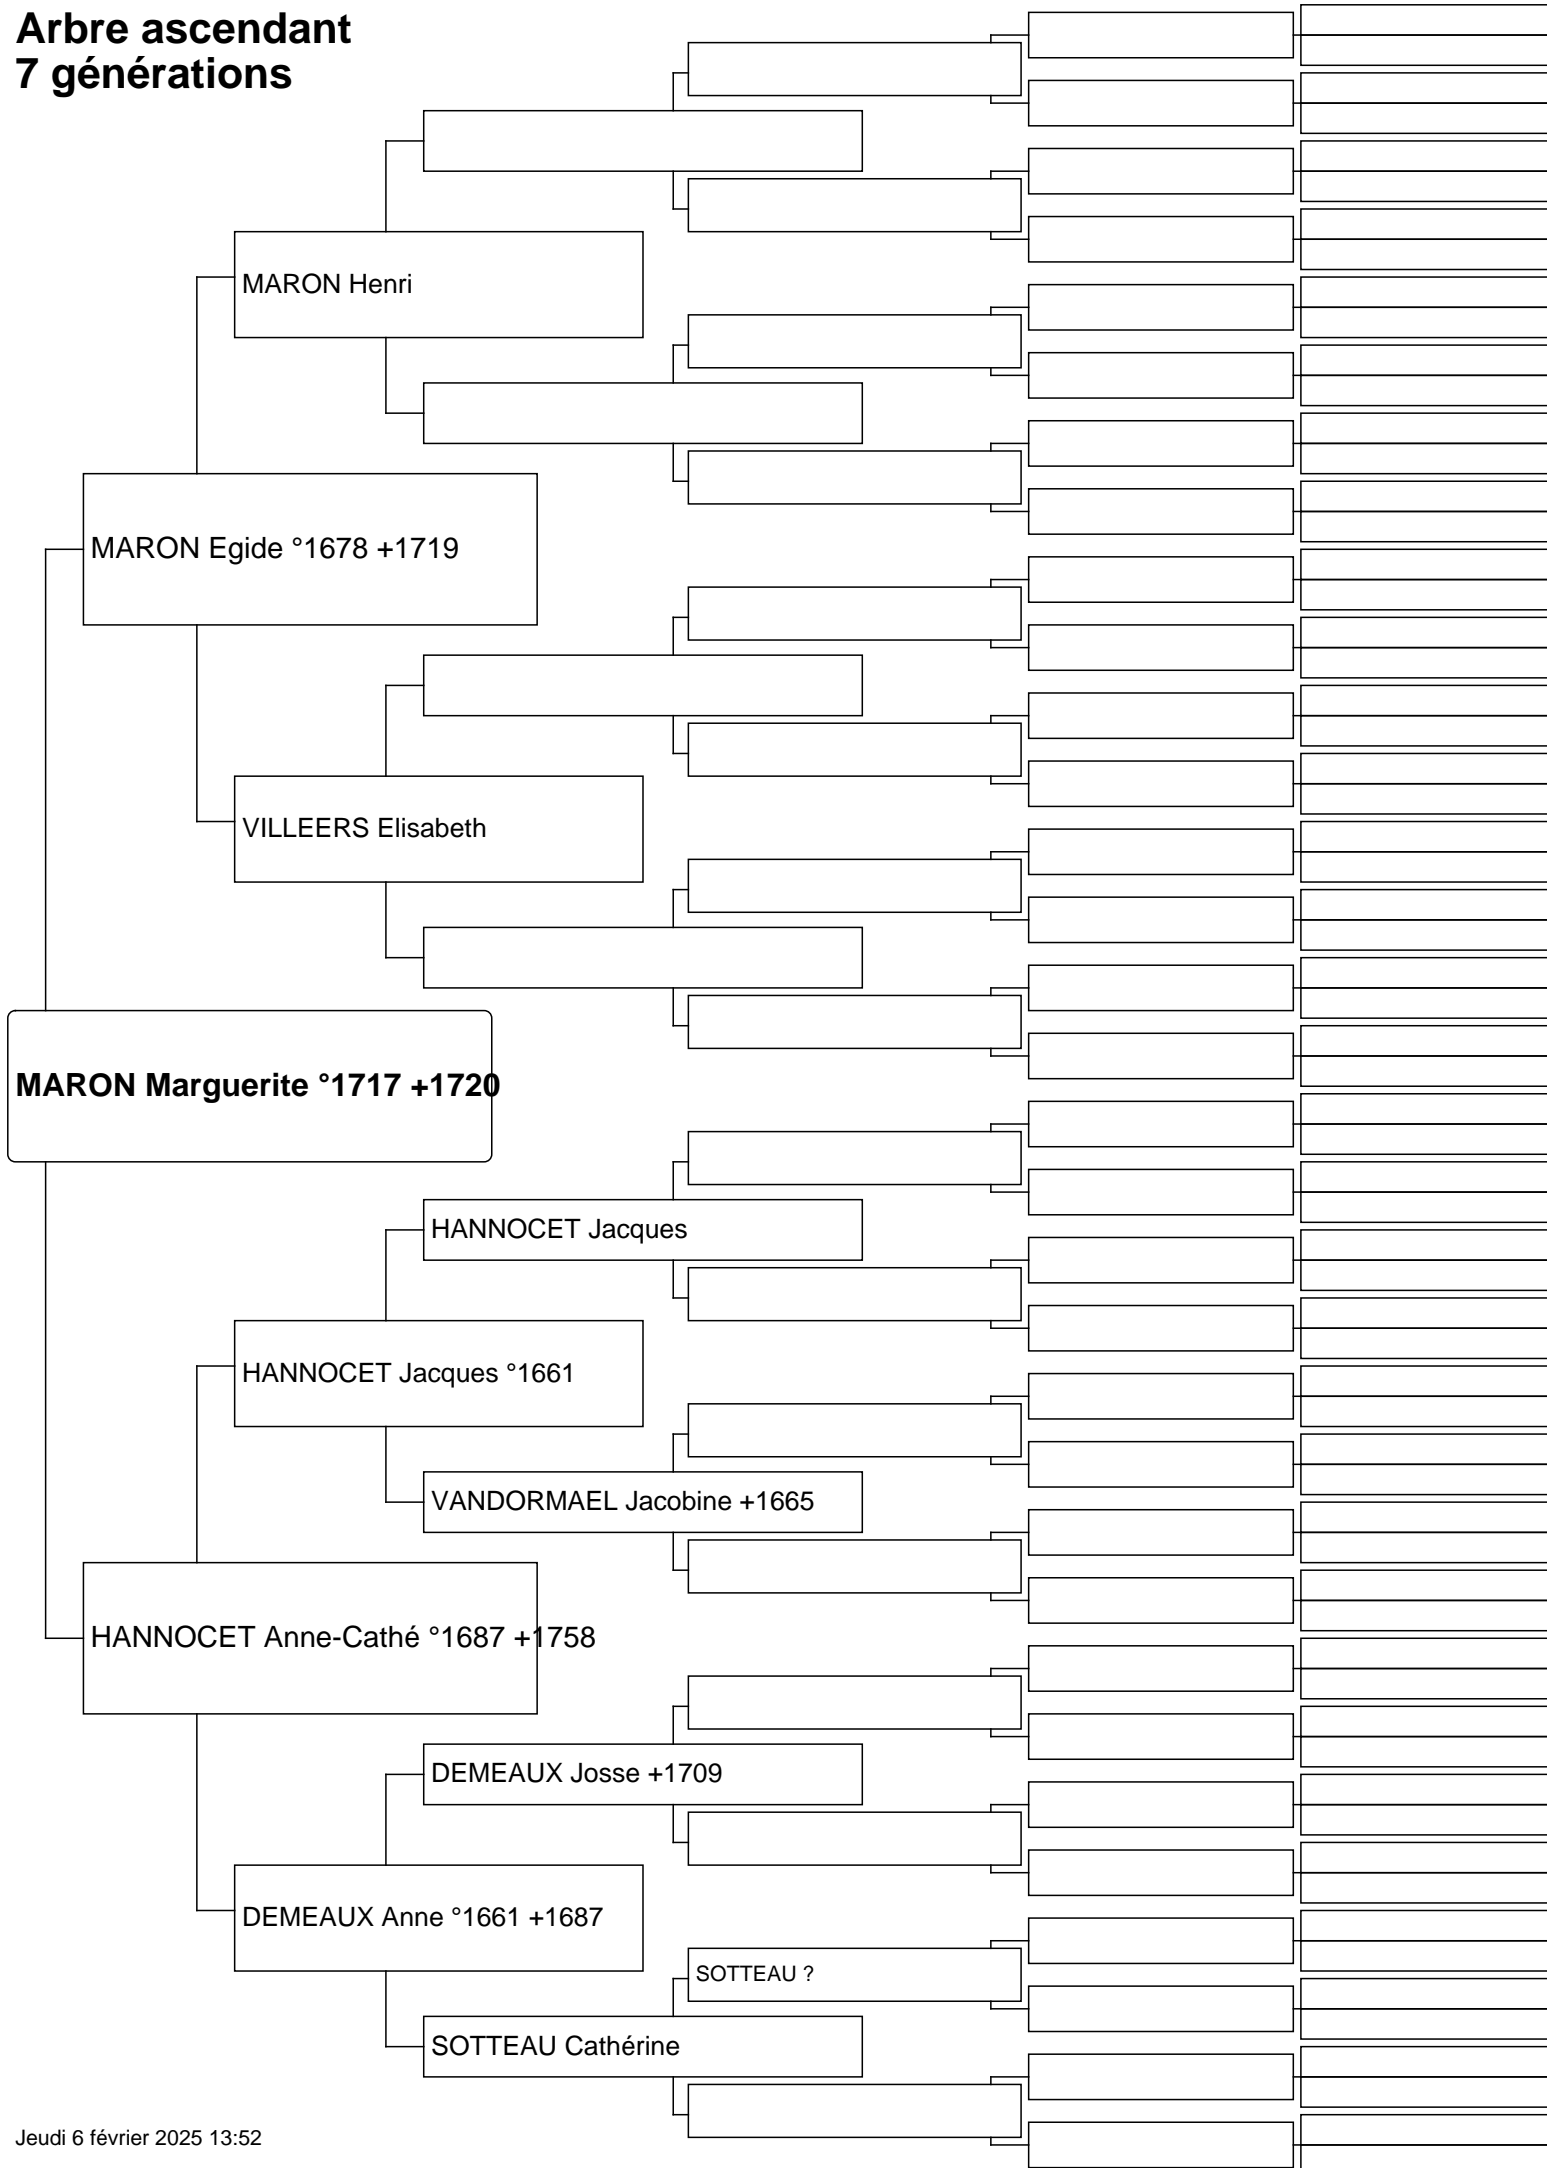 Arbre ascendant
7 générations
MARON Henri
MARON Egide °1678 +1719
VILLEERS Elisabeth
MARON Marguerite °1717 +1720
HANNOCET Jacques
HANNOCET Jacques °1661
VANDORMAEL Jacobine +1665
HANNOCET Anne-Cathé °1687 +1758
DEMEAUX Josse +1709
DEMEAUX Anne °1661 +1687
SOTTEAU ?
SOTTEAU Cathérine
Jeudi 6 février 2025 13:52